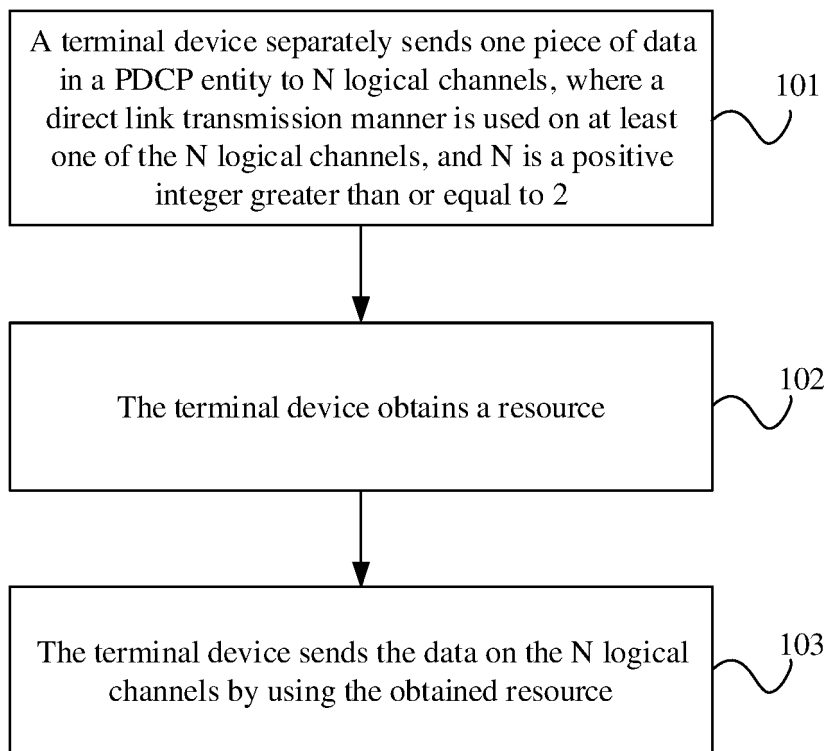 A terminal device separately sends one piece of data
in a PDCP entity to N logical channels, where a
direct link transmission manner is used on at least
one of the N logical channels, and N is a positive
integer greater than or equal to 2
101
The terminal device obtains a resource
102
The terminal device sends the data on the N logical
channels by using the obtained resource
103